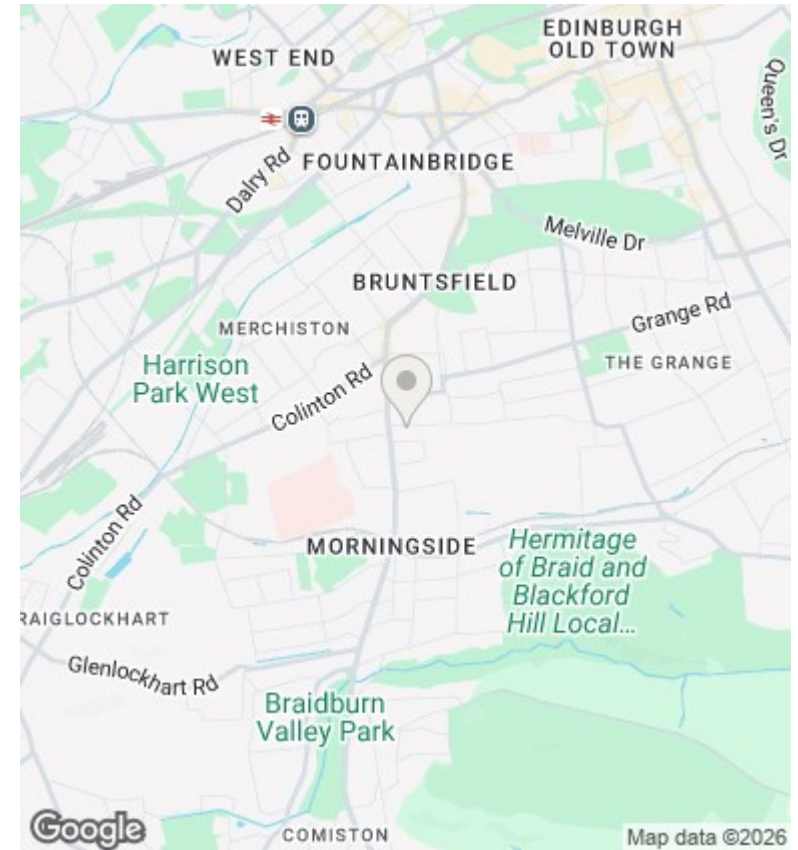 EDINBURGH
OLD TOWN
WEST END
Queen's Dr
Dalry Rd
FOUNTAINBRIDGE
Melville Dr
BRUNTSFIELD
Grange Rd
MERCHISTON
THE GRANGE
Harrison
Park West
Colinton Rd
Colinton Rd
MORNINGSIDE
Hermitage
of Braid and
Blackford
Hill Local...
RAIGLOCKHART
Glenlockhart Rd
Braidburn
Valley Park
Google
COMISTON
Map data ©2026